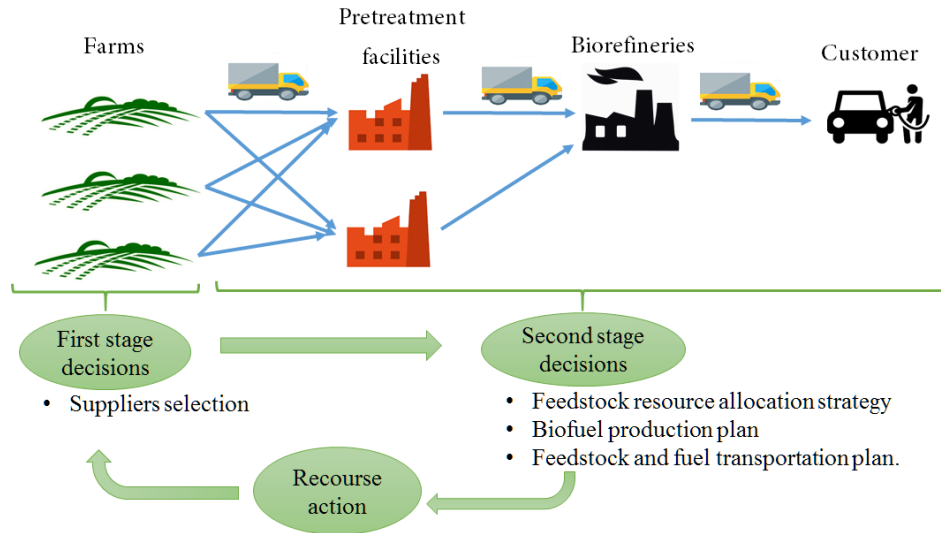 Farms
Pretreatment
facilities
Biorefineries
Customer
First stage
decisions
Second stage
decisions
• Suppliers selection
• Feedstock resource allocation strategy
• Biofuel production plan
• Feedstock and fuel transportation plan.
Recourse
action